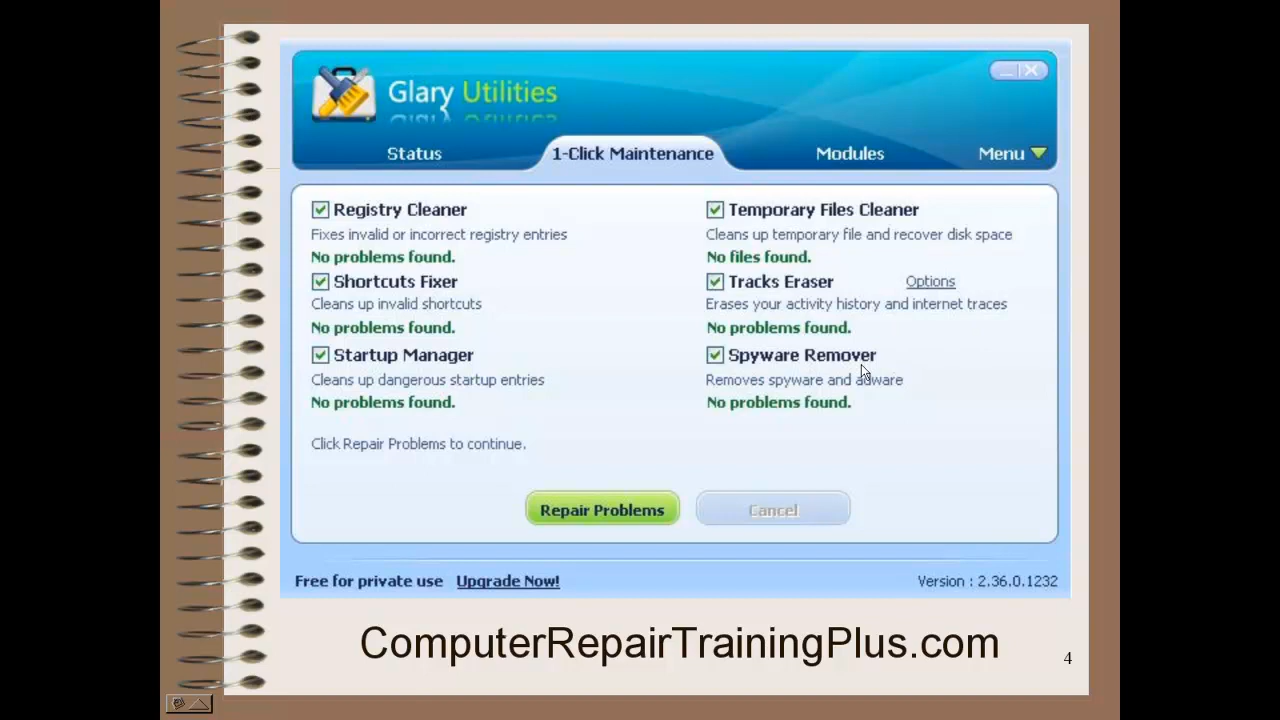 Glary Utilities
Status 1-Click Maintenance Modules Menu
Registry Cleaner
Fixes invalid or incorrect registry entries
No problems found.
Shortcuts Fixer
Cleans up invalid shortcuts
No problems found.
Startup Manager
Cleans up dangerous startup entries
No problems found.
Temporary Files Cleaner
Cleans up temporary file and recover disk space
No files found.
Tracks Eraser Options
Erases your activity history and internet traces
No problems found.
Spyware Remover
Removes spyware and adware
No problems found.
Click Repair Problems to continue.
Repair Problems Cancel
Free for private use Upgrade Now! Version : 2.36.0.1232
ComputerRepairTrainingPlus.com
4